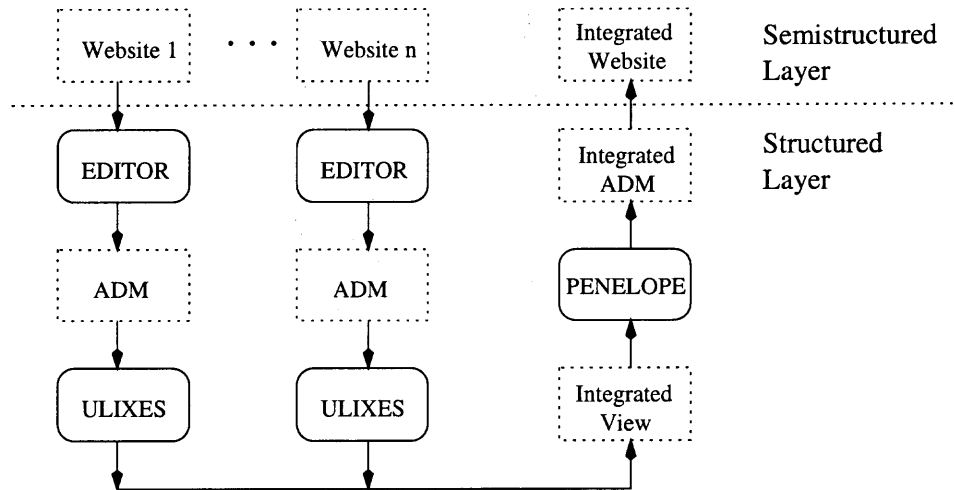 Website 1
. . .
Website n
Integrated
Website
Semistructured
Layer
EDITOR
EDITOR
Integrated
ADM
Structured
Layer
ADM
ADM
PENELOPE
ULIXES
ULIXES
Integrated
View